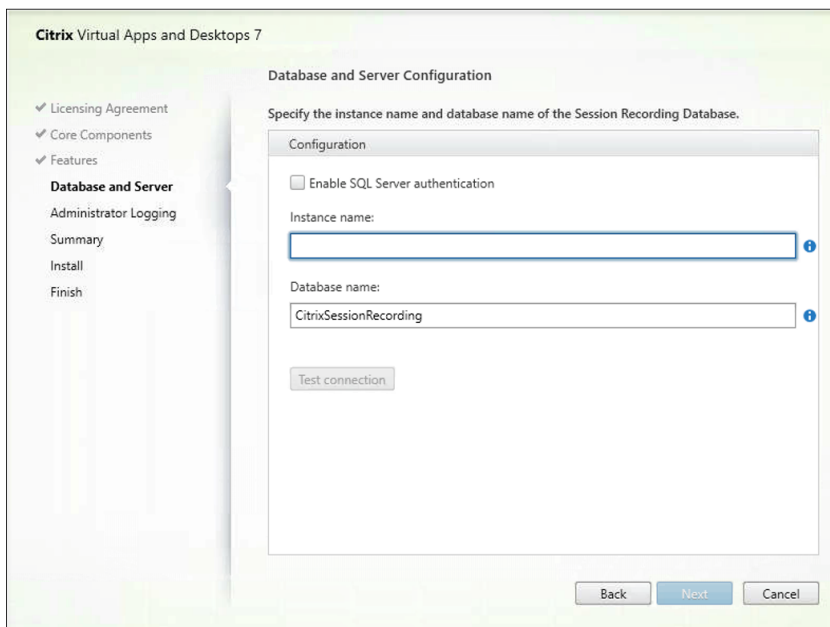 Citrix Virtual Apps and Desktops 7
Licensing Agreement
Core Components
Features
Database and Server
Administrator Logging
Summary
Install
Finish
Database and Server Configuration
Specify the instance name and database name of the Session Recording Database.
Configuration
Enable SQL Server authentication
Instance name:
Database name:
CitrixSessionRecording
Test connection
Back
Next
Cancel